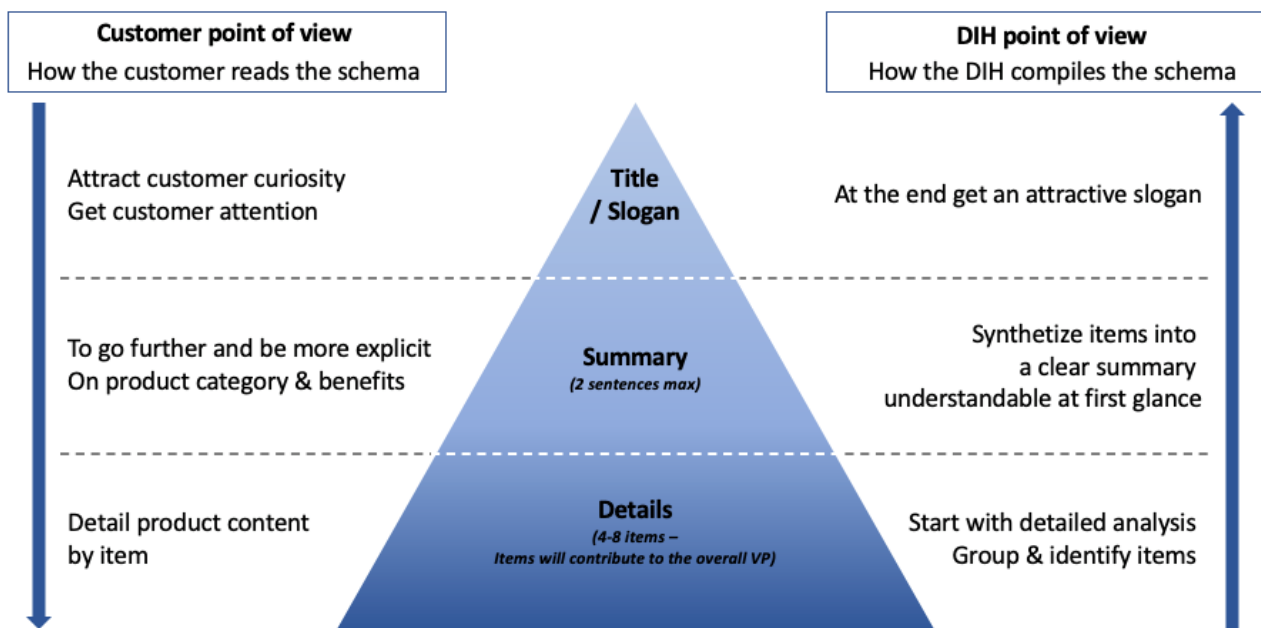 Customer point of view
How the customer reads the schema
DIH point of view
How the DIH compiles the schema
Attract customer curiosity
Get customer attention
Title
/ Slogan
At the end get an attractive slogan
To go further and be more explicit
On product category & benefits
Summary
(2 sentences max)
Synthetize items into
a clear summary
understandable at first glance
Detail product content
by item
Details
(4-8 items –
Items will contribute to the overall VP)
Start with detailed analysis
Group & identify items